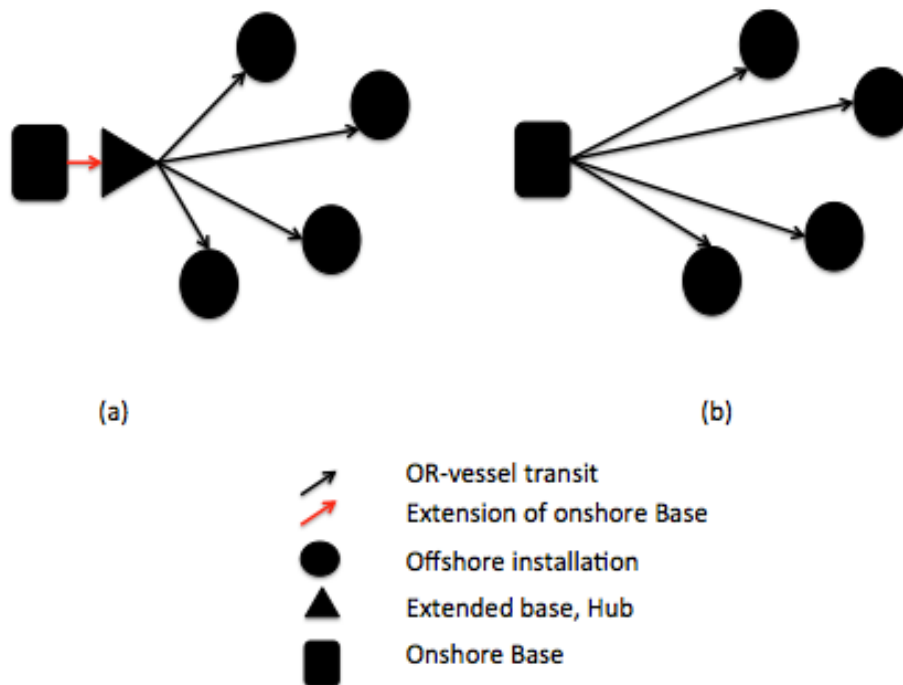 (a)
(b)
OR-vessel transit
Extension of onshore Base
Offshore installation
Extended base, Hub
Onshore Base